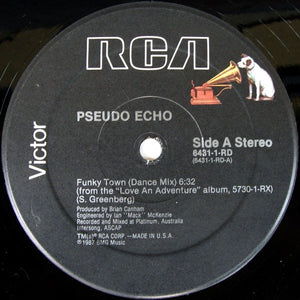 RCA
Victor
PSEUDO ECHO
Side A Stereo
6431-1-RD
(6431-1-RD-A)
Funky Town (Dance Mix) 6:32
(from the "Love An Adventure" album, 5730-1-RX)
(S. Greenberg)
Produced by Brian Canham
Engineered by Ian "Mack" McKenzie
Recorded and Mixed at Platinum, Australia
Intersong, ASCAP
TM(s)® RCA CORP.—MADE IN U.S.A.
℗1987 BMG Music